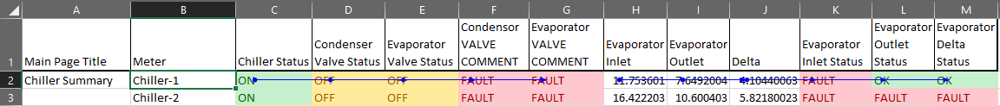 A B C D E F G H I J K L M
1
Main Page Title
Meter
Chiller Status
Condenser
Valve Status
Evaporator
Valve Status
Condensor
VALVE
COMMENT
Evaporator
VALVE
COMMENT
Evaporator
Inlet
Evaporator
Outlet
Delta
Evaporator
Inlet Status
Evaporator
Outlet
Status
Evaporator
Delta
Status
2 Chiller Summary Chiller-1 ON OFF OFF FAULT FAULT 11.753601 7.6492004 4.10440063 FAULT OK OK
3 Chiller-2 ON OFF OFF FAULT FAULT 16.422203 10.600403 5.82180023 FAULT FAULT FAULT